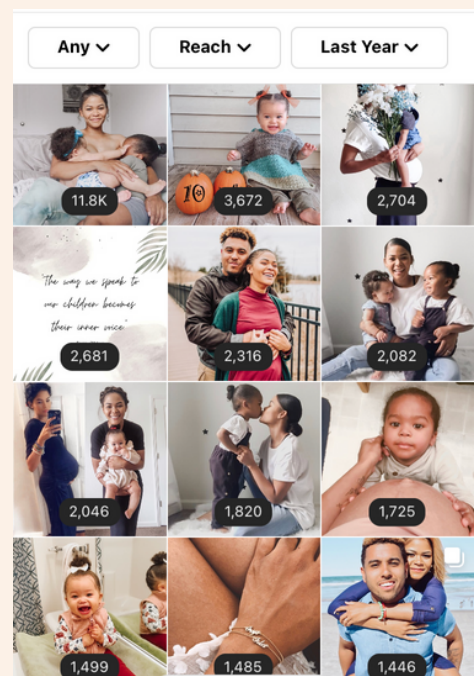 Any
Reach
Last Year
11.8K
3,672
2,704
10
The way we speak to
our children becomes
their inner voice
2,681
2,316
2,082
2,046
1,820
1,725
1,499
1,485
1,446